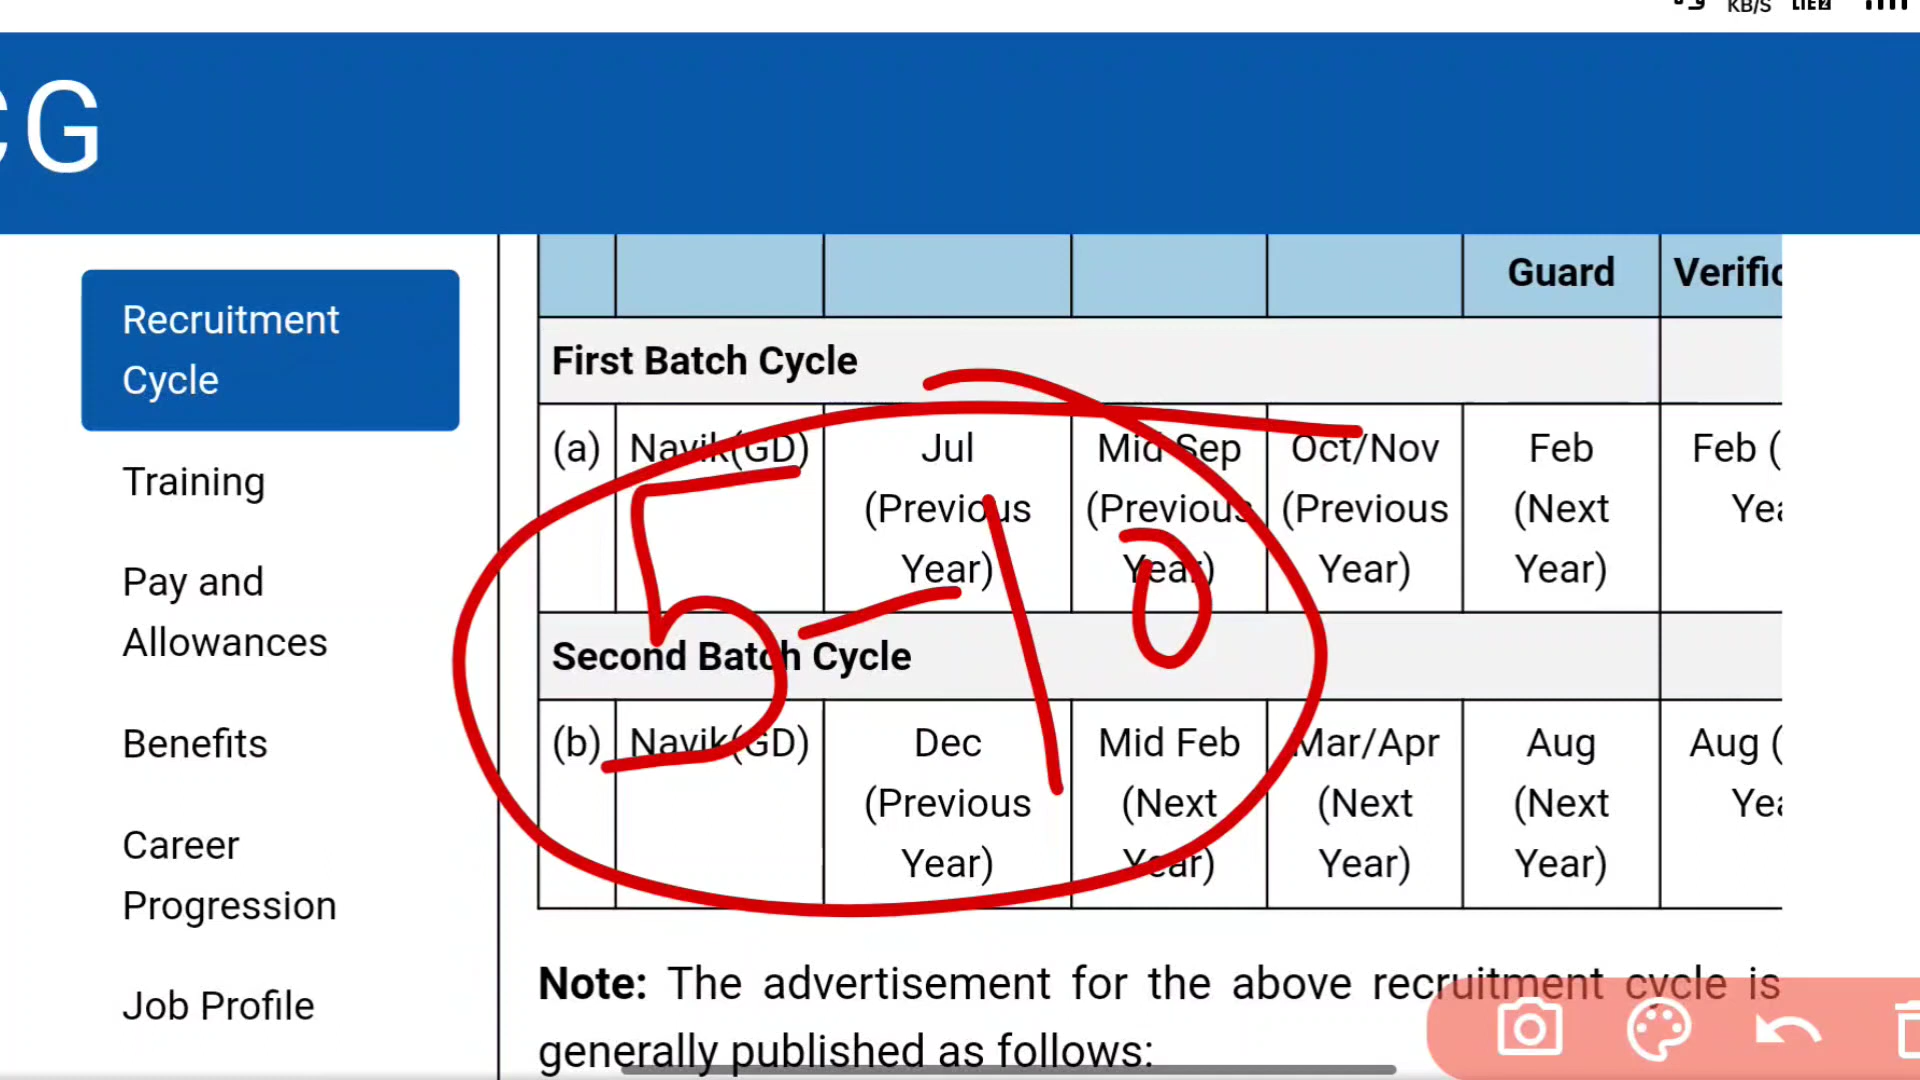 KB/S
CG
Recruitment
Cycle
Training
Pay and
Allowances
Benefits
Career
Progression
Job Profile
Guard
First Batch Cycle
(a) Navik(GD) Jul Mid Sep Oct/Nov Feb Feb (
(Previous (Previous (Previous (Next
Year) Year) Year) Year)
Second Batch Cycle
(b) Navik(GD) Dec Mid Feb Mar/Apr Aug Aug (
(Previous (Next (Next (Next
Year) Year) Year) Year)
5-10
Note: The advertisement for the above recruitment cycle is
generally published as follows: